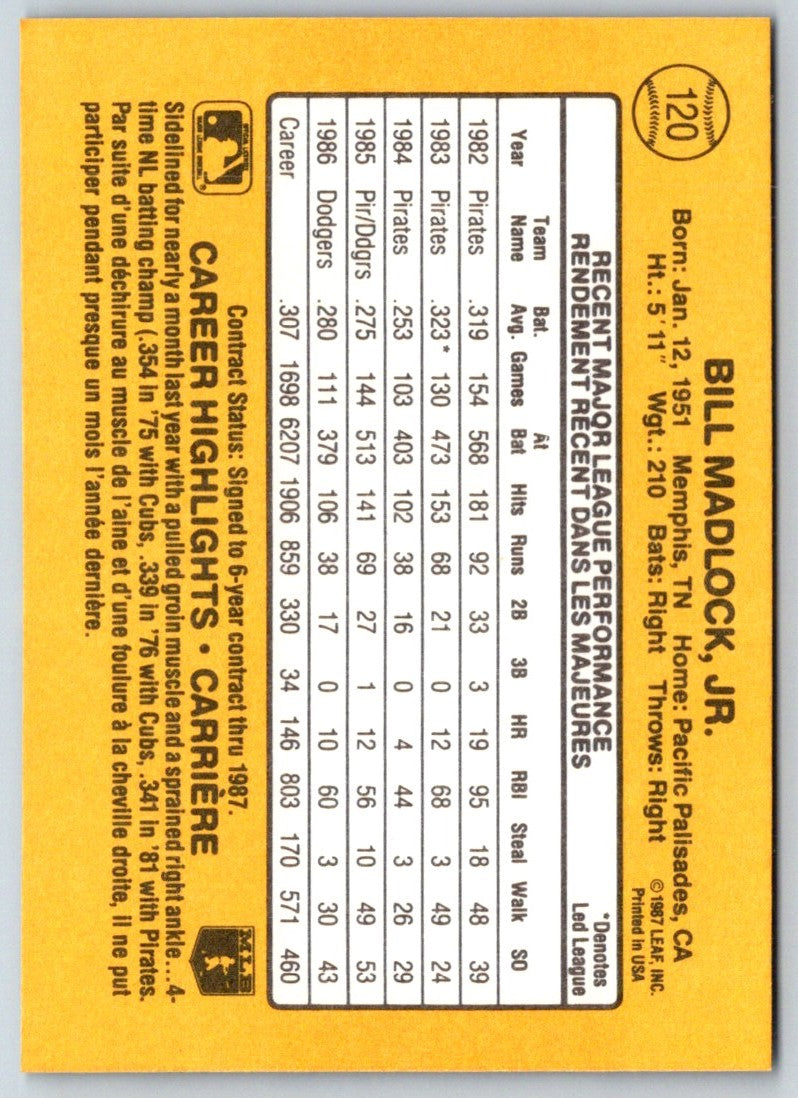 120
BILL MADLOCK, JR.
Born: Jan. 12, 1951 Memphis, TN Home: Pacific Palisades, CA
Ht.: 5'11" Wgt.: 210 Bats: Right Throws: Right
©1987 LEAF, INC.
Printed in USA
RECENT MAJOR LEAGUE PERFORMANCE
RENDEMENT RÉCENT DANS LES MAJEURES
*Denotes
Led League
Year Team Name Bat. Avg. Games At Bat Hits Runs 2B 3B HR RBI Steal Walk SO
1982 Pirates .319 154 568 181 92 33 3 19 95 18 48 39
1983 Pirates .323* 130 473 153 68 21 0 12 68 3 49 24
1984 Pirates .253 103 403 102 38 16 0 4 44 3 26 29
1985 Pir/Ddgrs .275 144 513 141 69 27 1 12 56 10 49 53
1986 Dodgers .280 111 379 106 38 17 0 10 60 3 30 43
Career .307 1698 6207 1906 859 330 34 146 803 170 571 460
Contract Status: Signed to 6-year contract thru 1987.
CAREER HIGHLIGHTS • CARRIÈRE
MLB
Sidelined for nearly a month last year with a pulled groin muscle and a sprained right ankle...4-
time NL batting champ (.354 in '75 with Cubs, .339 in '76 with Cubs, .341 in '81 with Pirates.
Par suite d'une déchirure au muscle de l'aine et d'une foulure à la cheville droite, il ne put
participer pendant presque un mois l'année dernière.